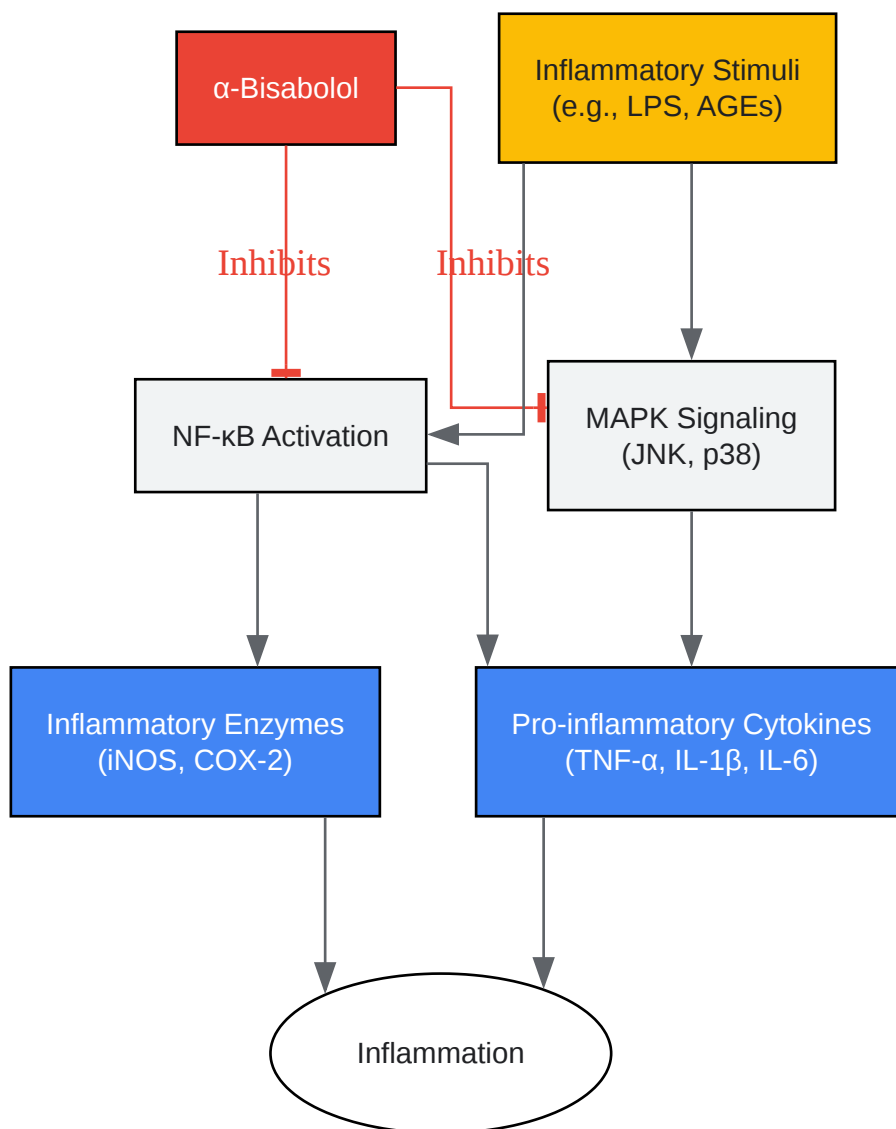 α-Bisabolol
Inflammatory Stimuli
(e.g., LPS, AGEs)
Inhibits
Inhibits
NF-κB Activation
MAPK Signaling
(JNK, p38)
Inflammatory Enzymes
(iNOS, COX-2)
Pro-inflammatory Cytokines
(TNF-α, IL-1β, IL-6)
Inflammation